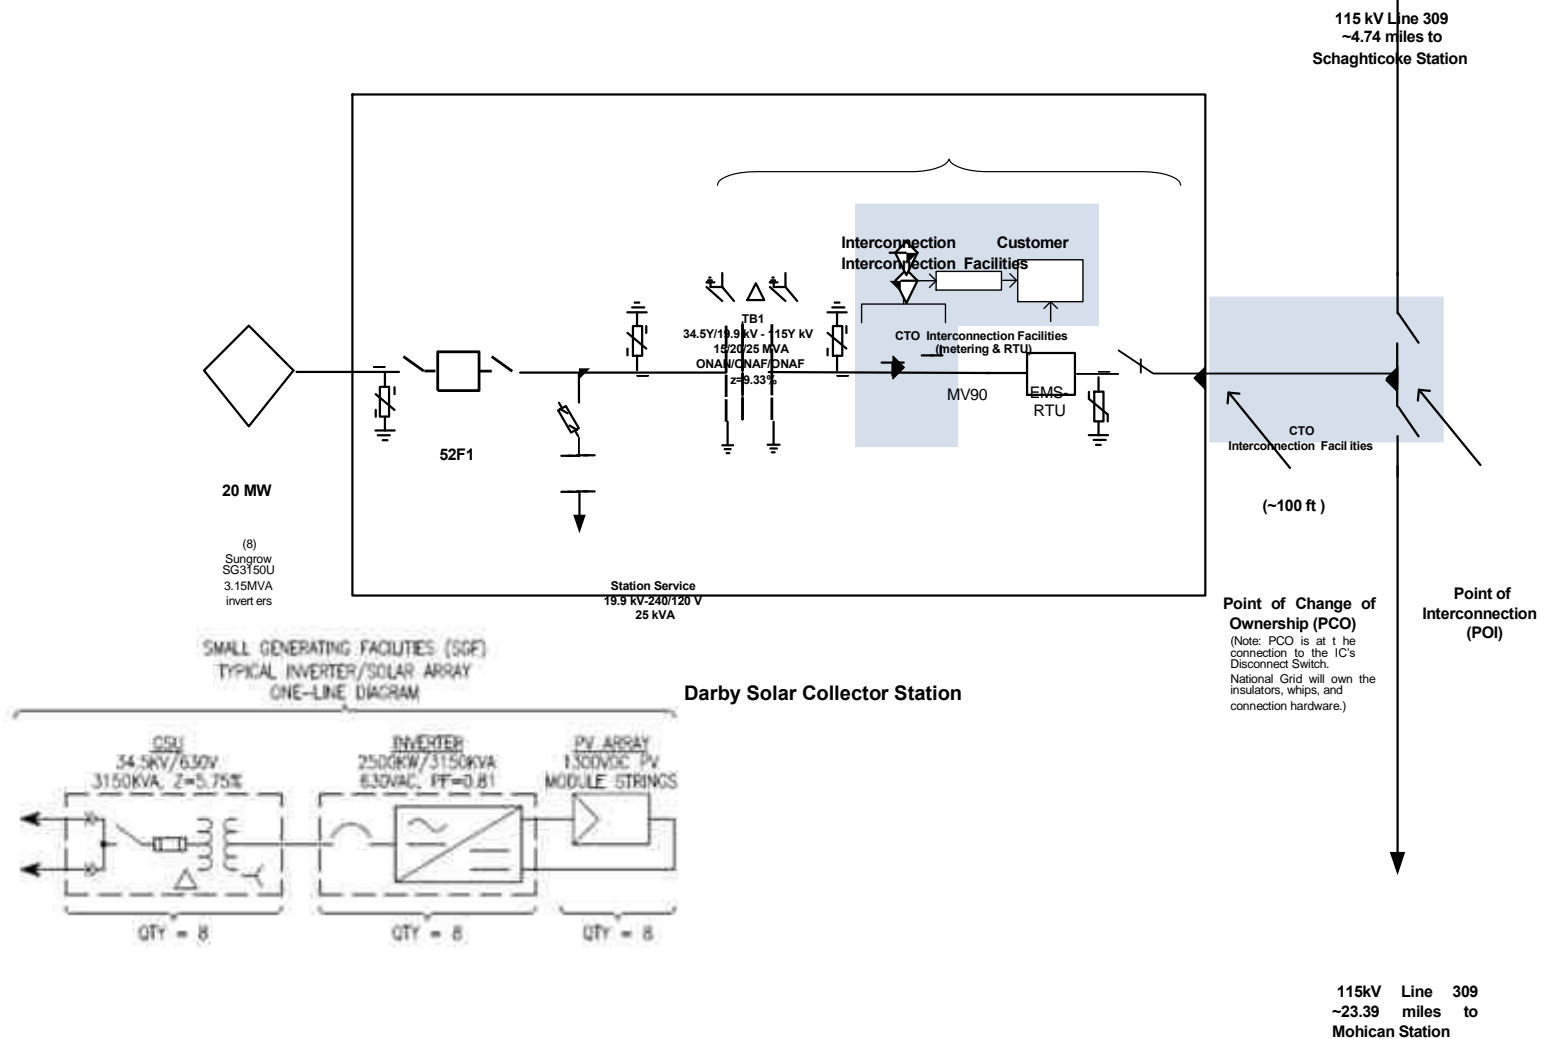 115 kV Line 309
~4.74 miles to
Schaghticoke Station
Interconnection Customer
Interconnection Facilities
TB1
34.5Y/19.9 kV - 115Y kV
15/20/25 MVA
ONAN/ONAF/ONAF
z=9.33%
CTO Interconnection Facilities
(metering & RTU)
MV90
EMS-
RTU
CTO
Interconnection Facilities
52F1
20 MW
(~100 ft )
(8)
Sungrow
SG3150U
3.15MVA
inverters
Station Service
19.9 kV-240/120 V
25 kVA
Point of Change of
Ownership (PCO)
(Note: PCO is at t he
connection to the IC's
Disconnect Switch.
National Grid will own the
insulators, whips, and
connection hardware.)
Point of
Interconnection
(POI)
Darby Solar Collector Station
SMALL GENERATING FACILITIES (SGF)
TYPICAL INVERTER/SOLAR ARRAY
ONE-LINE DIAGRAM
GSU
34.5KV/630V
3150KVA, Z=5.75%
INVERTER
2500KW/3150KVA
630VAC, PF=0.81
PV ARRAY
1300VDC PV
MODULE STRINGS
QTY = 8
QTY = 8
QTY = 8
115kV Line 309
~23.39 miles to
Mohican Station